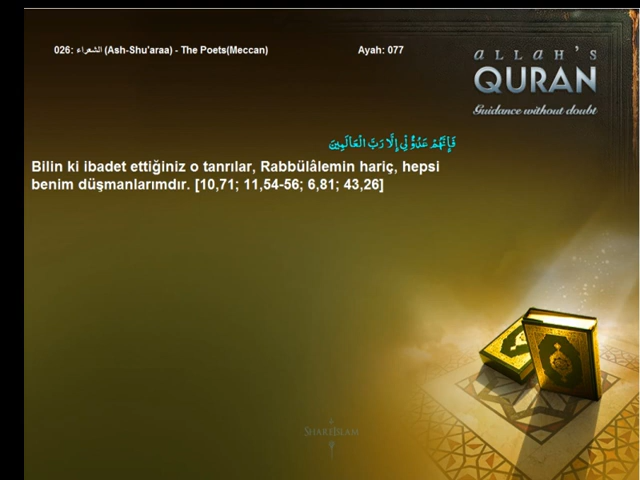 026: الشعراء (Ash-Shu'araa) - The Poets(Meccan) Ayah: 077
ALLAH'S
QURAN
Guidance without doubt
فَإِنَّهُمْ عَدُوٌّ لِّي إِلَّا رَبَّ الْعَالَمِينَ
Bilin ki ibadet ettiğiniz o tanrılar, Rabbülâlemin hariç, hepsi
benim düşmanlarımdır. [10,71; 11,54-56; 6,81; 43,26]
SHAREISLAM